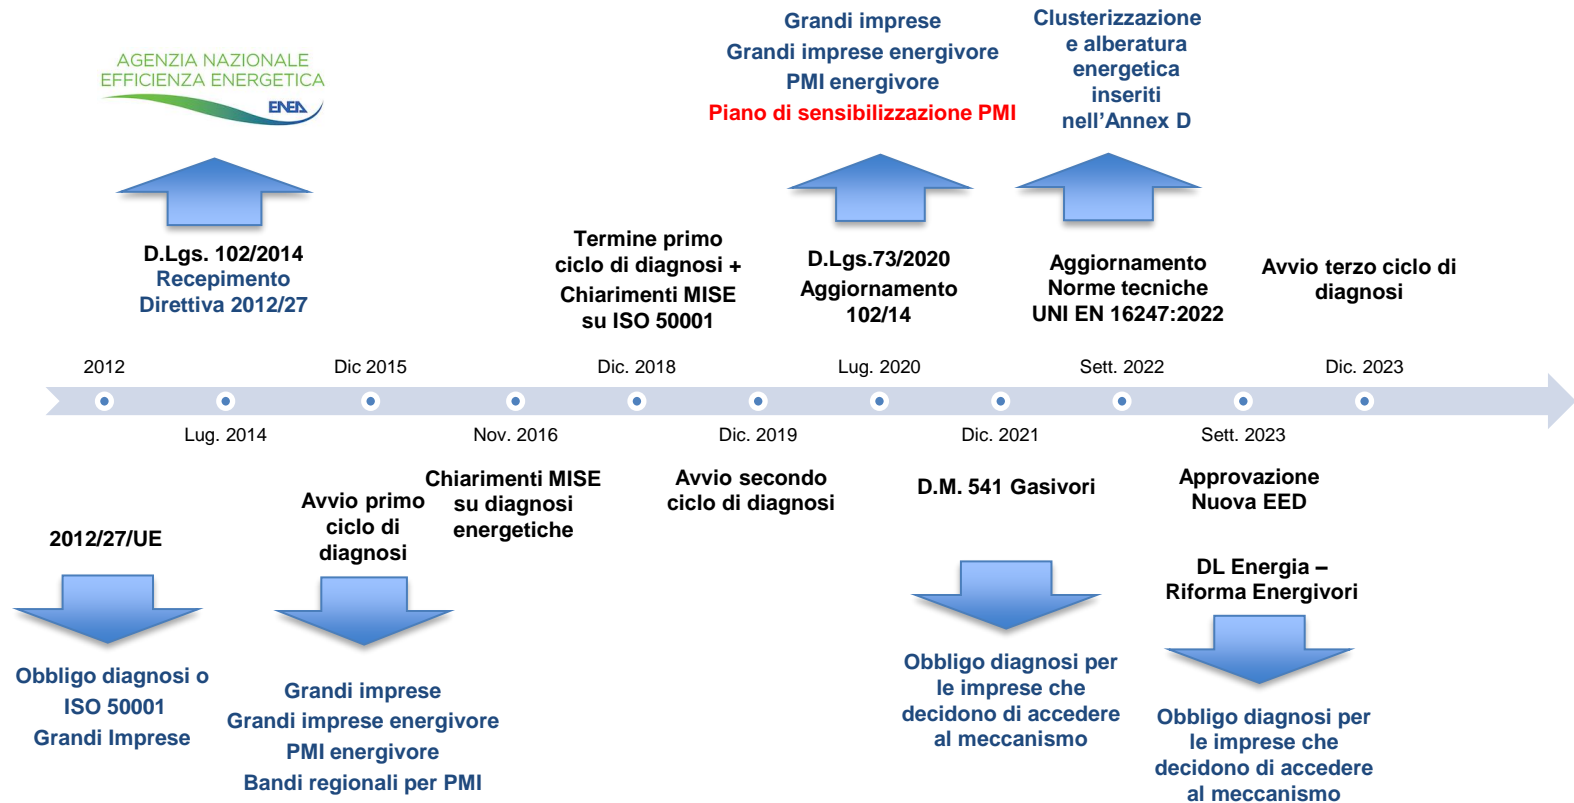 AGENZIA NAZIONALE
EFFICIENZA ENERGETICA
ENEA
Grandi imprese
Grandi imprese energivore
PMI energivore
Piano di sensibilizzazione PMI
Clusterizzazione
e alberatura
energetica
inseriti
nell'Annex D
D.Lgs. 102/2014
Recepimento
Direttiva 2012/27
Termine primo
ciclo di diagnosi +
Chiarimenti MISE
su ISO 50001
D.Lgs.73/2020
Aggiornamento
102/14
Aggiornamento
Norme tecniche
UNI EN 16247:2022
Avvio terzo ciclo di
diagnosi
2012
Dic 2015
Dic. 2018
Lug. 2020
Sett. 2022
Dic. 2023
Lug. 2014
Nov. 2016
Dic. 2019
Dic. 2021
Sett. 2023
2012/27/UE
Avvio primo
ciclo di
diagnosi
Chiarimenti MISE
su diagnosi
energetiche
Avvio secondo
ciclo di diagnosi
D.M. 541 Gasivori
Approvazione
Nuova EED
DL Energia –
Riforma Energivori
Obbligo diagnosi o
ISO 50001
Grandi Imprese
Grandi imprese
Grandi imprese energivore
PMI energivore
Bandi regionali per PMI
Obbligo diagnosi per
le imprese che
decidono di accedere
al meccanismo
Obbligo diagnosi per
le imprese che
decidono di accedere
al meccanismo